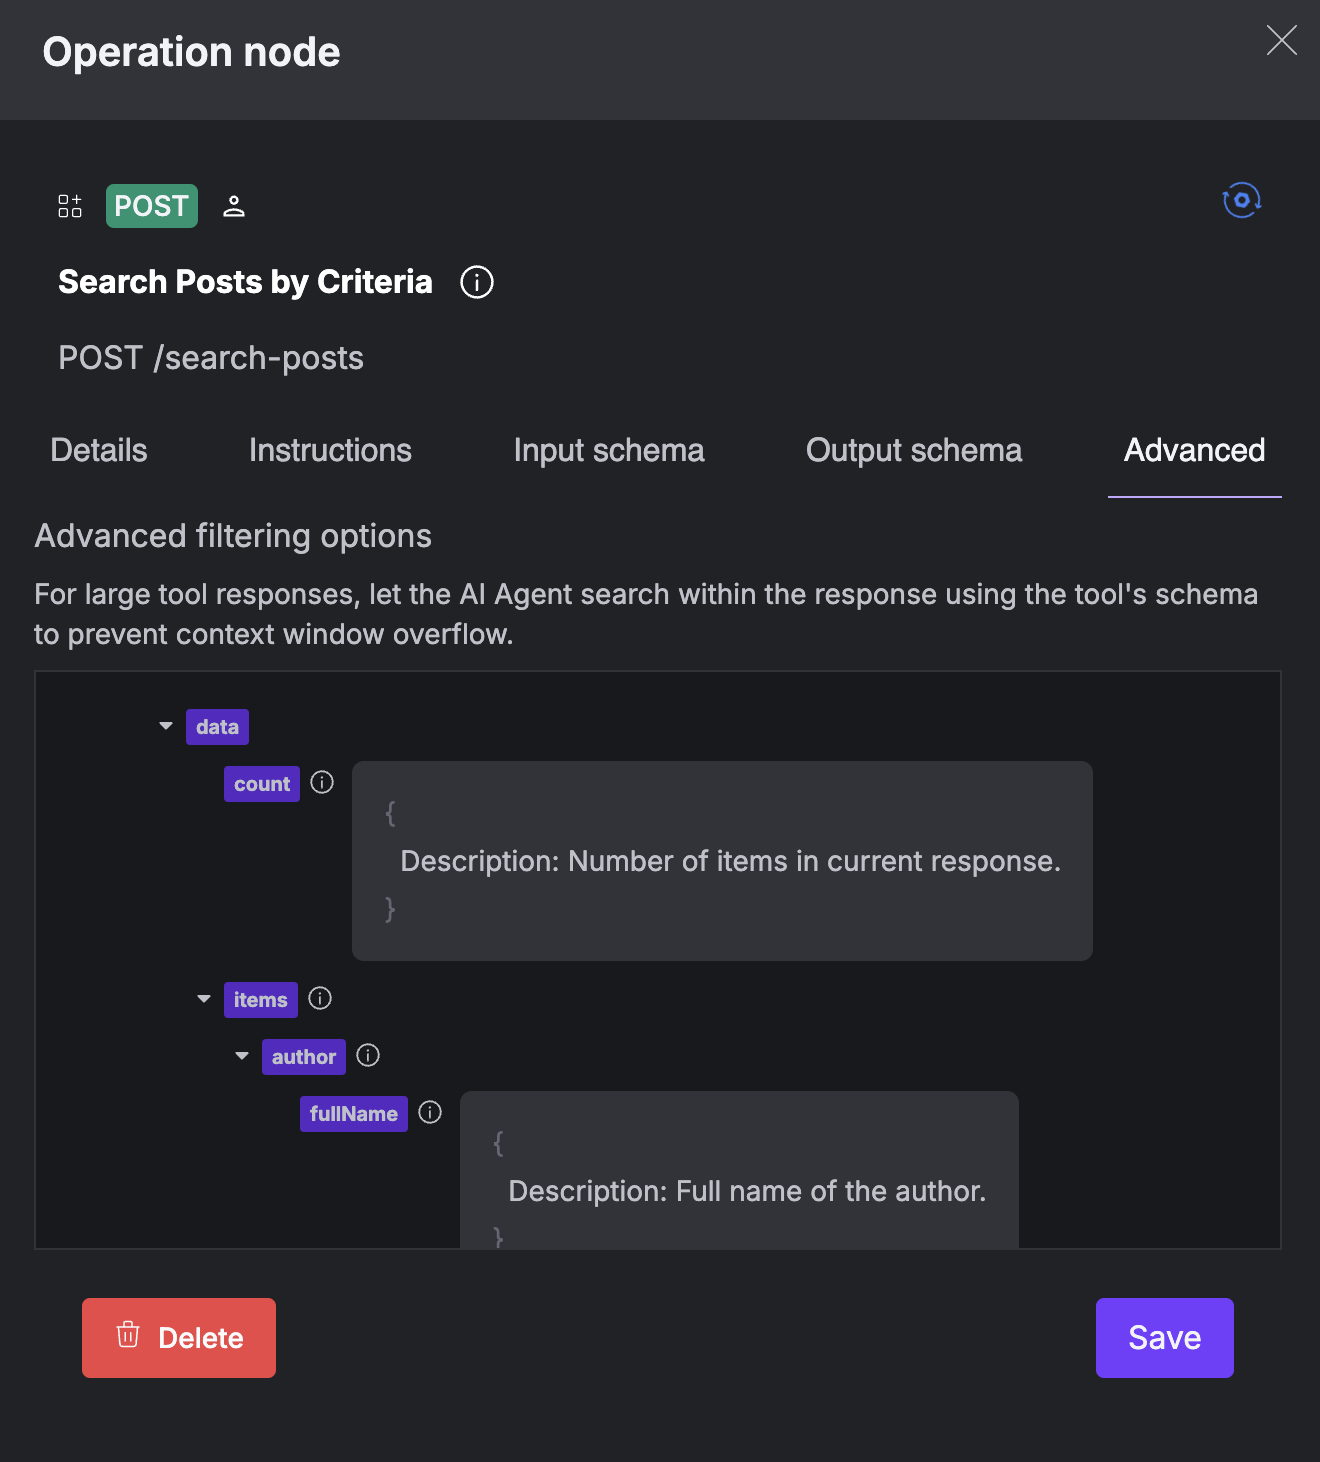 Operation node
POST
Search Posts by Criteria
POST /search-posts
Details Instructions Input schema Output schema Advanced
Advanced filtering options
For large tool responses, let the AI Agent search within the response using the tool's schema
to prevent context window overflow.
data
count
{
Description: Number of items in current response.
}
items
author
fullName
{
Description: Full name of the author.
}
Delete Save